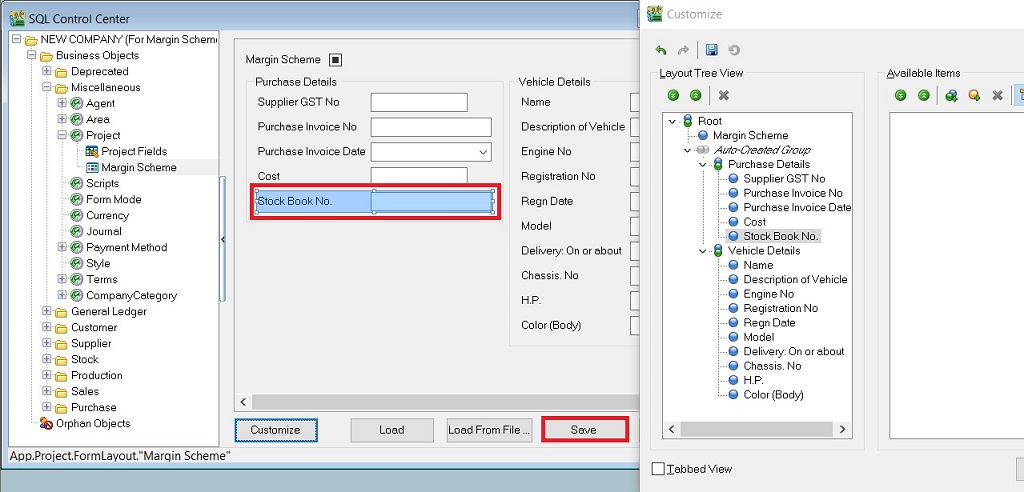 SQL Control Center
NEW COMPANY (For Margin Scheme
Business Objects
Deprecated
Miscellaneous
Agent
Area
Project
Project Fields
Margin Scheme
Scripts
Form Mode
Currency
Journal
Payment Method
Style
Terms
CompanyCategory
General Ledger
Customer
Supplier
Stock
Production
Sales
Purchase
Orphan Objects
App.Project.FormLayout."Margin Scheme"
Margin Scheme
Purchase Details
Supplier GST No
Purchase Invoice No
Purchase Invoice Date
Cost
Stock Book No.
Vehicle Details
Name
Description of Vehicle
Engine No
Registration No
Regn Date
Model
Delivery: On or about
Chassis. No
H.P.
Color (Body)
Customize
Load
Load From File ...
Save
Customize
Layout Tree View
Root
Margin Scheme
Auto-Created Group
Purchase Details
Supplier GST No
Purchase Invoice No
Purchase Invoice Date
Cost
Stock Book No.
Vehicle Details
Name
Description of Vehicle
Engine No
Registration No
Regn Date
Model
Delivery: On or about
Chassis. No
H.P.
Color (Body)
Tabbed View
Available Items